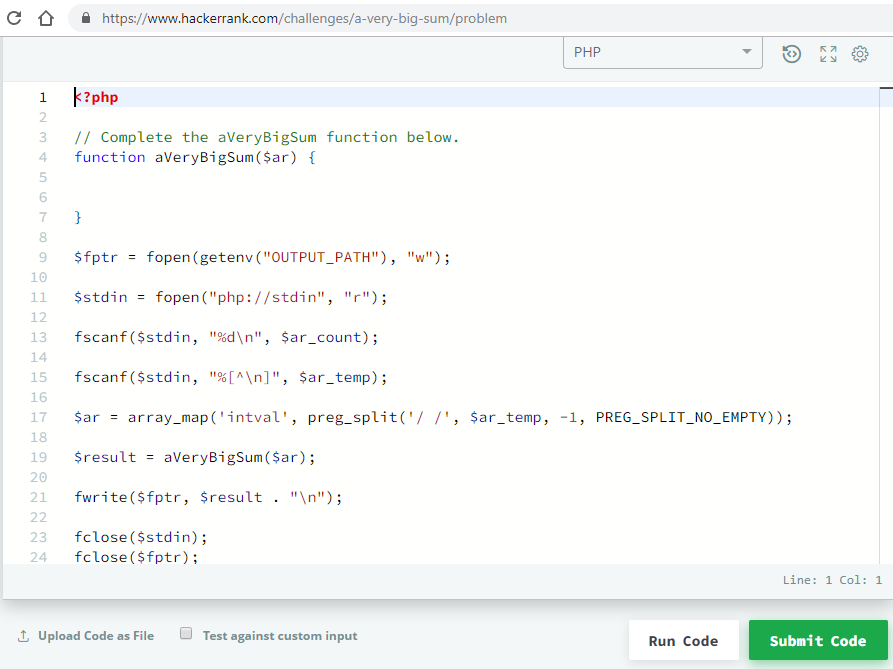 https://www.hackerrank.com/challenges/a-very-big-sum/problem
PHP
1 <?php
2
3 // Complete the aVeryBigSum function below.
4 function aVeryBigSum($ar) {
5
6
7 }
8
9 $fptr = fopen(getenv("OUTPUT_PATH"), "w");
10
11 $stdin = fopen("php://stdin", "r");
12
13 fscanf($stdin, "%d\n", $ar_count);
14
15 fscanf($stdin, "%[^\n]", $ar_temp);
16
17 $ar = array_map('intval', preg_split('/ /', $ar_temp, -1, PREG_SPLIT_NO_EMPTY));
18
19 $result = aVeryBigSum($ar);
20
21 fwrite($fptr, $result . "\n");
22
23 fclose($stdin);
24 fclose($fptr);
Line: 1 Col: 1
Upload Code as File Test against custom input Run Code Submit Code